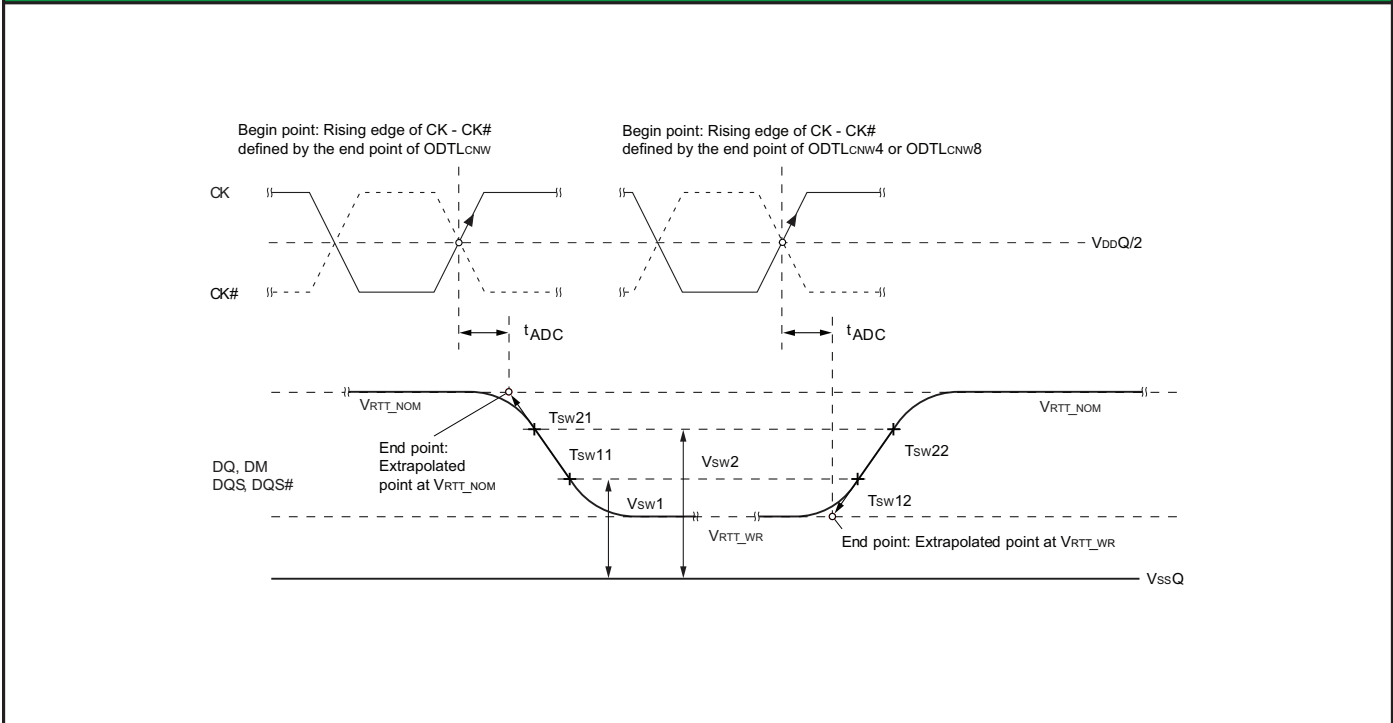 Begin point: Rising edge of CK - CK#
defined by the end point of ODTLCNW
Begin point: Rising edge of CK - CK#
defined by the end point of ODTLCNW4 or ODTLCNW8
CK
VDDQ/2
CK#
tADC
tADC
VRTT_NOM
VRTT_NOM
TSW21
End point:
Extrapolated
point at VRTT_NOM
TSW11
VSW2
TSW22
DQ, DM
DQS, DQS#
VSW1
TSW12
VRTT_WR
End point: Extrapolated point at VRTT_WR
VSSQ